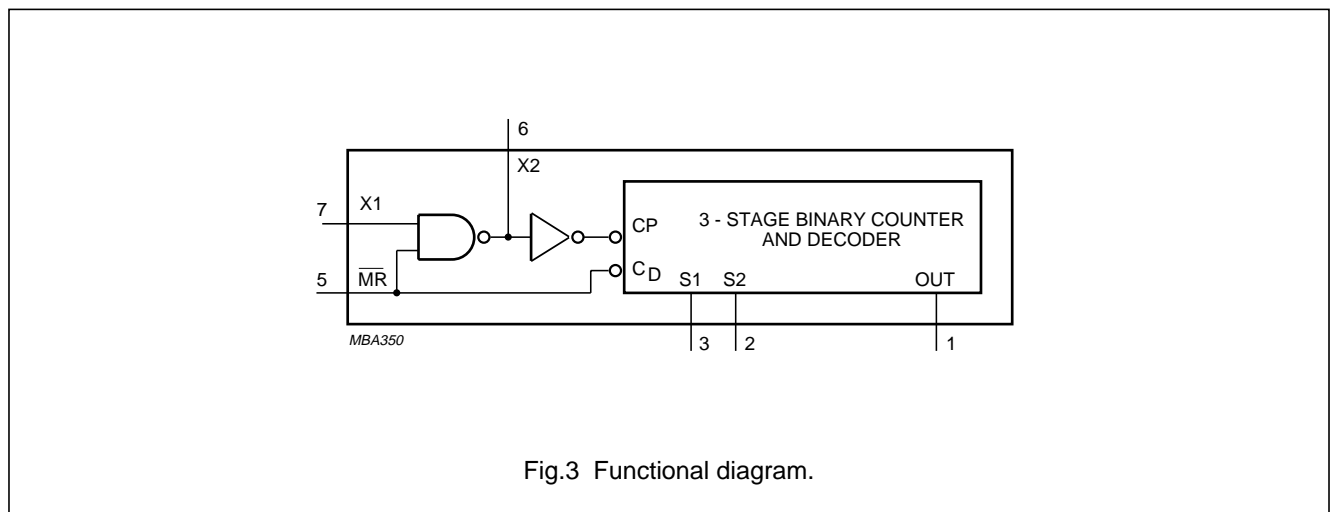 6
X2
7 X1
CP
3 - STAGE BINARY COUNTER
AND DECODER
CD
5 MR
S1 S2 OUT
MBA350
3 2 1
Fig.3 Functional diagram.